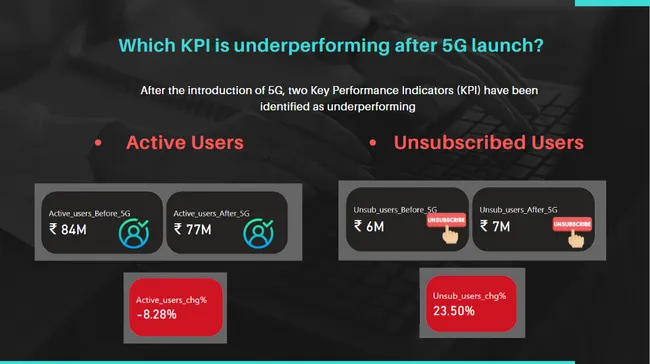 Which KPI is underperforming after 5G launch?
After the introduction of 5G, two Key Performance Indicators (KPI) have been
identified as underperforming
• Active Users
• Unsubscribed Users
Active_users_Before_5G
₹ 84M
Active_users_After_5G
₹ 77M
Unsub_users_Before_5G
₹ 6M
UNSUBSCRIBE
Unsub_users_After_5G
₹ 7M
UNSUBSCRIBE
Active_users_chg%
-8.28%
Unsub_users_chg%
23.50%